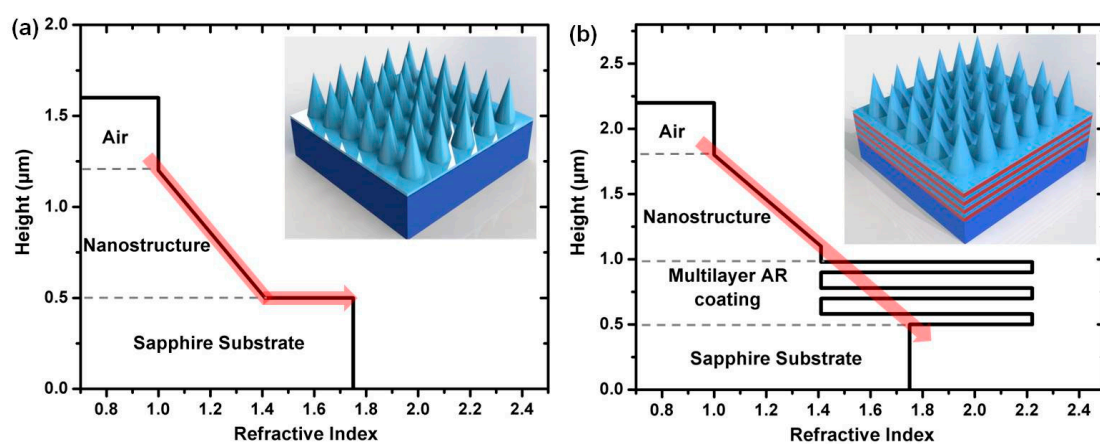 (a)
2.0
1.5
1.0
0.5
0.0
Height (µm)
Air
Nanostructure
Sapphire Substrate
1.0 1.2 1.4 1.6 1.8 2.0 2.2 2.4
Refractive Index
(b)
2.5
2.0
1.5
1.0
0.5
0.0
Height (µm)
Air
Nanostructure
Multilayer AR
coating
Sapphire Substrate
0.8 1.0 1.2 1.4 1.6 1.8 2.0 2.2 2.4
Refractive Index